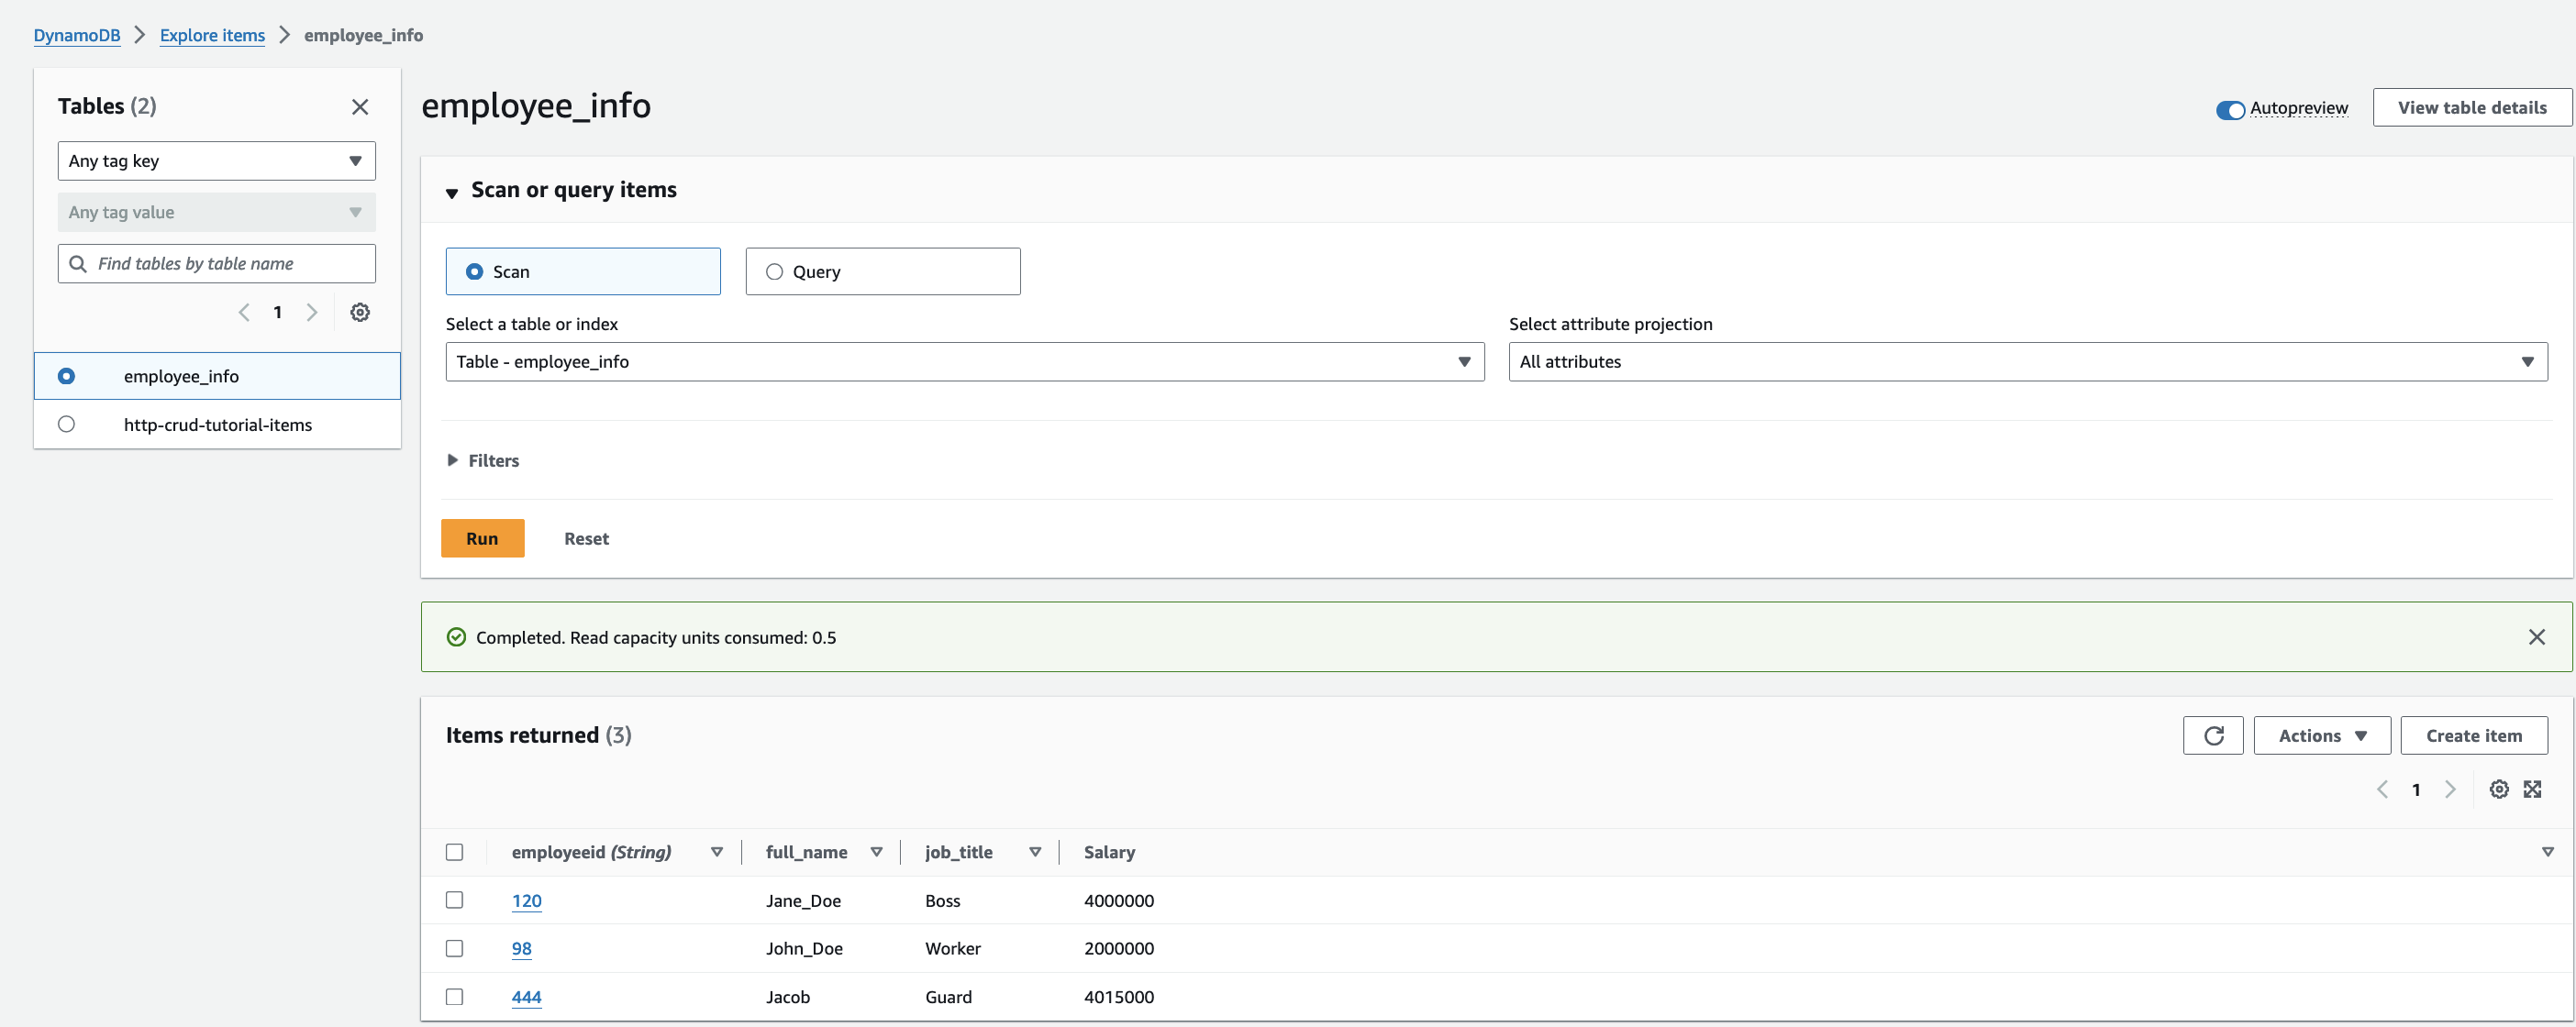 DynamoDB > Explore items > employee_info
Tables (2)
Any tag key
Any tag value
Find tables by table name
1
employee_info
http-crud-tutorial-items
employee_info
Autopreview
View table details
Scan or query items
Scan
Query
Select a table or index
Table - employee_info
Select attribute projection
All attributes
Filters
Run
Reset
Completed. Read capacity units consumed: 0.5
Items returned (3)
Actions
Create item
1
employeeid (String) full_name job_title Salary
120 Jane_Doe Boss 4000000
98 John_Doe Worker 2000000
444 Jacob Guard 4015000